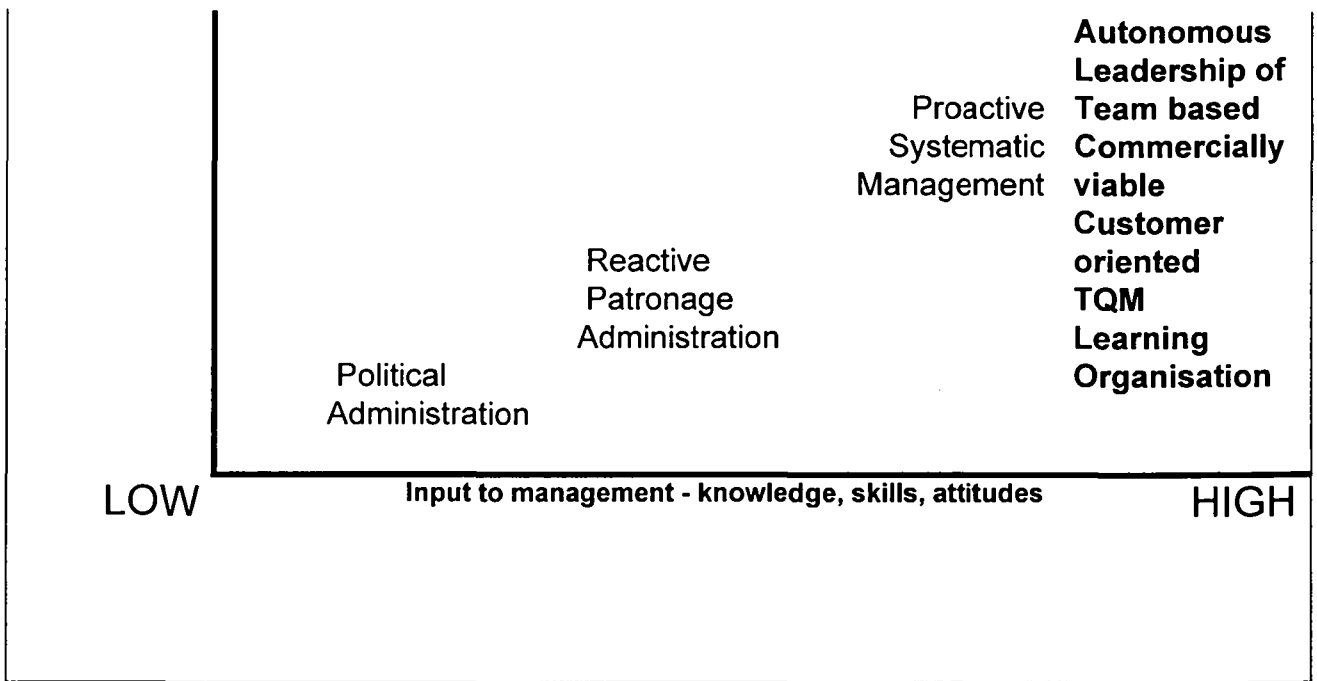 Political
Administration
Reactive
Patronage
Administration
Proactive
Systematic
Management
Autonomous
Leadership of
Team based
Commercially
viable
Customer
oriented
TQM
Learning
Organisation
LOW
Input to management - knowledge, skills, attitudes
HIGH